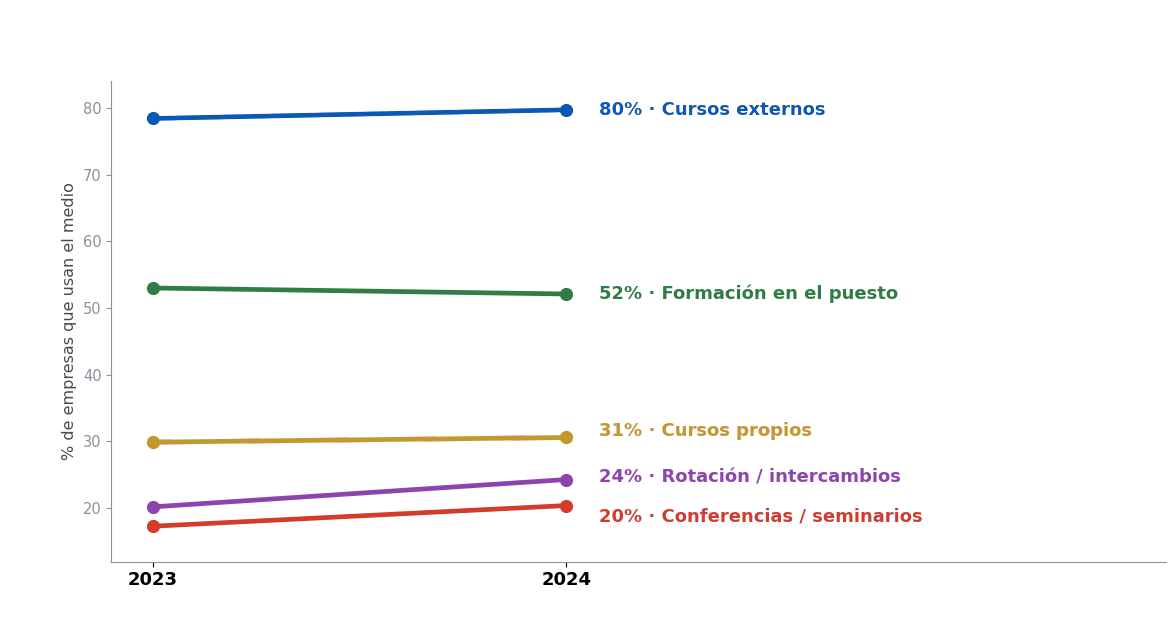 % de empresas que usan el medio
80
70
60
50
40
30
20
80% · Cursos externos
52% · Formación en el puesto
31% · Cursos propios
24% · Rotación / intercambios
20% · Conferencias / seminarios
2023
2024